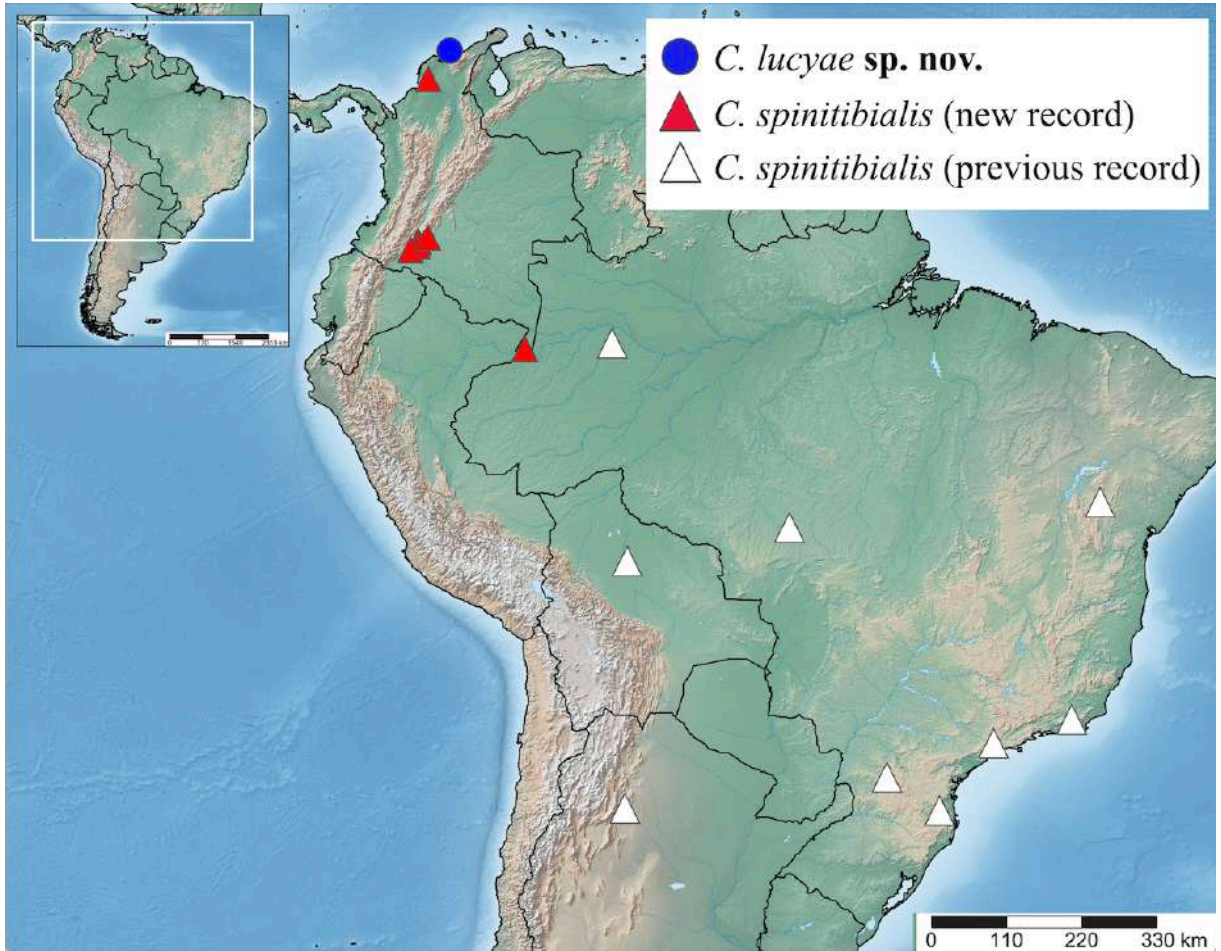 C. lucyae sp. nov.
C. spinitibialis (new record)
C. spinitibialis (previous record)
0 110 220 330 km